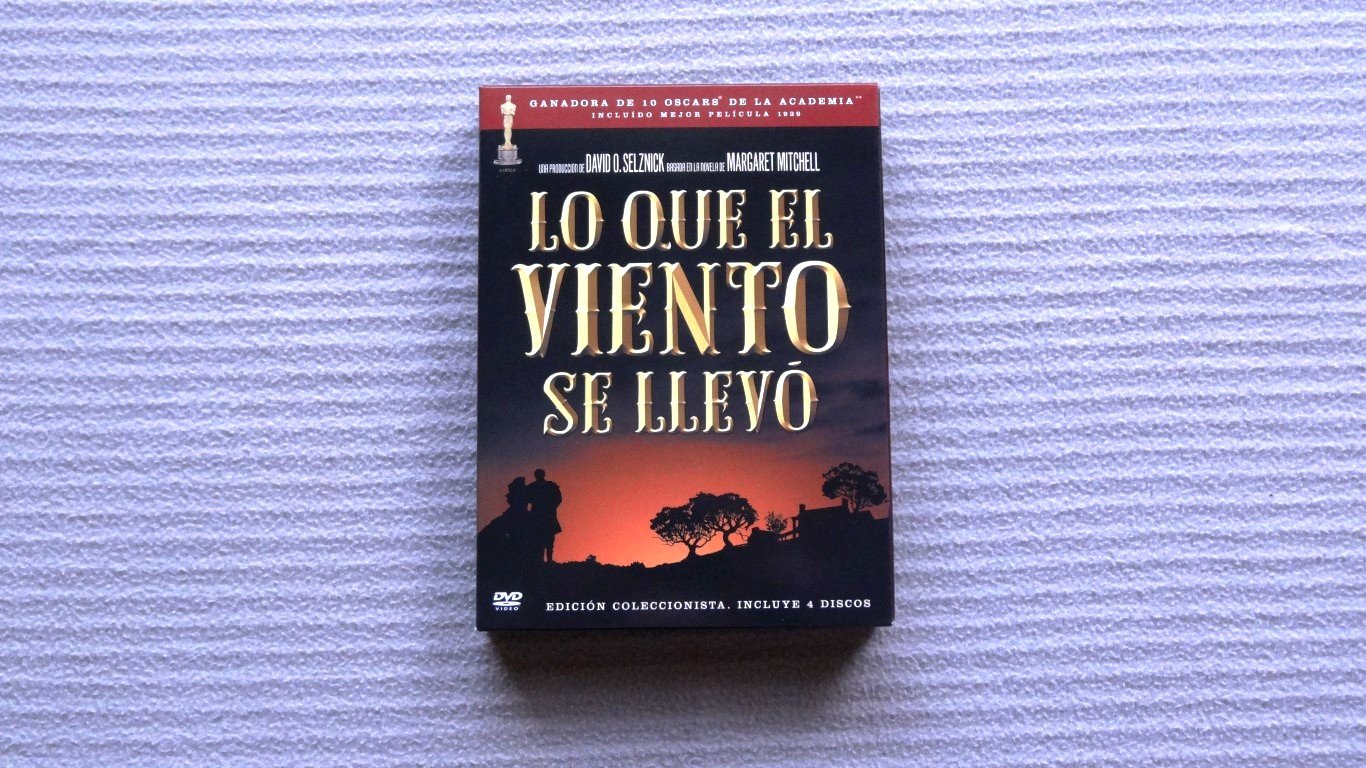 GANADORA DE 10 OSCARS® DE LA ACADEMIA™
INCLUÍDO MEJOR PELÍCULA 1939
UNA PRODUCCION DE DAVID O. SELZNICK BASADA EN LA NOVELA DE MARGARET MITCHELL
LO QUE EL
VIENTO
SE LLEVÓ
DVD
VIDEO
EDICIÓN COLECCIONISTA. INCLUYE 4 DISCOS